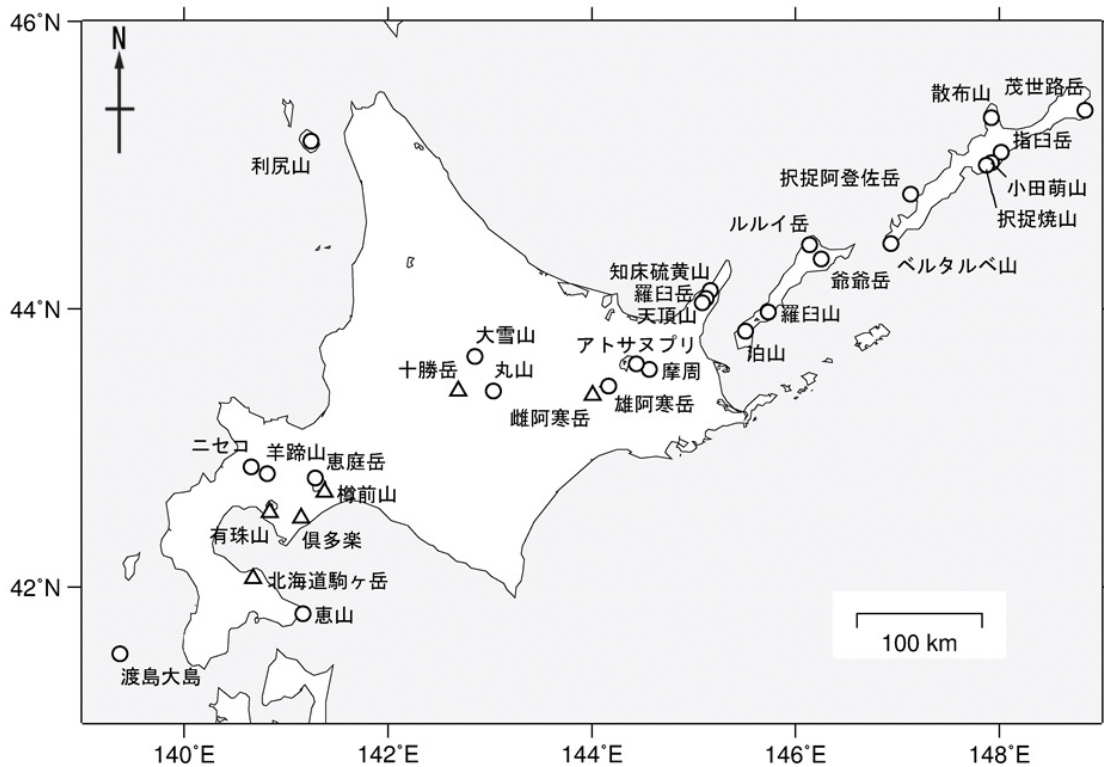 46°N
N
散布山
茂世路岳
指臼岳
利尻山
択捉阿登佐岳
小田萌山
択捉焼山
ルルイ岳
ベルタルベ山
知床硫黄山
爺爺岳
羅臼岳
44°N
天頂山
羅臼山
大雪山
アトサヌプリ
泊山
十勝岳
丸山
摩周
雌阿寒岳
雄阿寒岳
ニセコ
羊蹄山
恵庭岳
樽前山
有珠山
倶多楽
42°N
北海道駒ヶ岳
恵山
100 km
渡島大島
140°E
142°E
144°E
146°E
148°E